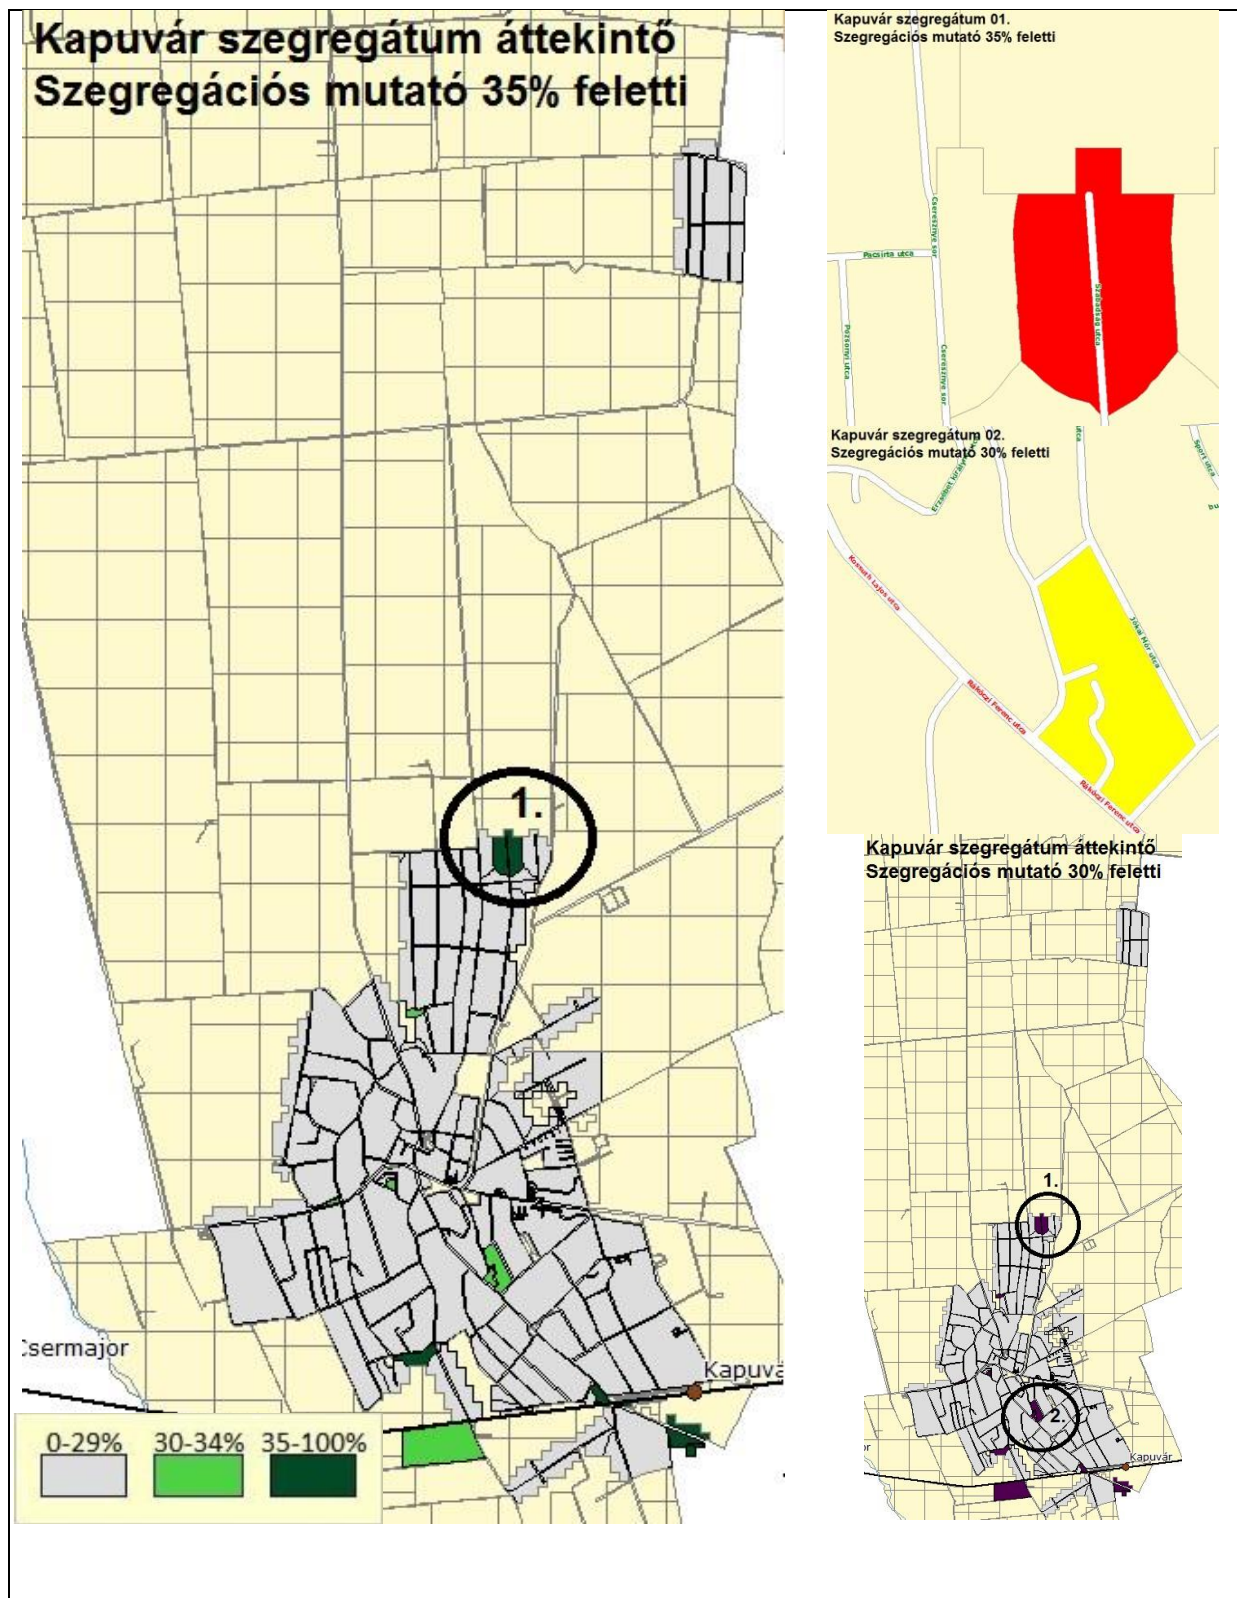 Kapuvár szegregátum áttekintő
Szegregációs mutató 35% feletti
1.
Csermajor
Kapuvá
0-29% 30-34% 35-100%
Kapuvár szegregátum 01.
Szegregációs mutató 35% feletti
Cseresznye sor
Pacsirta utca
Pozsonyi utca
Cseresznye sor
Szabadság utca
Kapuvár szegregátum 02.
Szegregációs mutató 30% feletti
utca
Sport utca
Kossuth Lajos utca
Jókai Mór utca
Rákóczi Ferenc utca
Rákóczi Ferenc utca
Kapuvár szegregátum áttekintő
Szegregációs mutató 30% feletti
1.
2.
or
Kapuvár